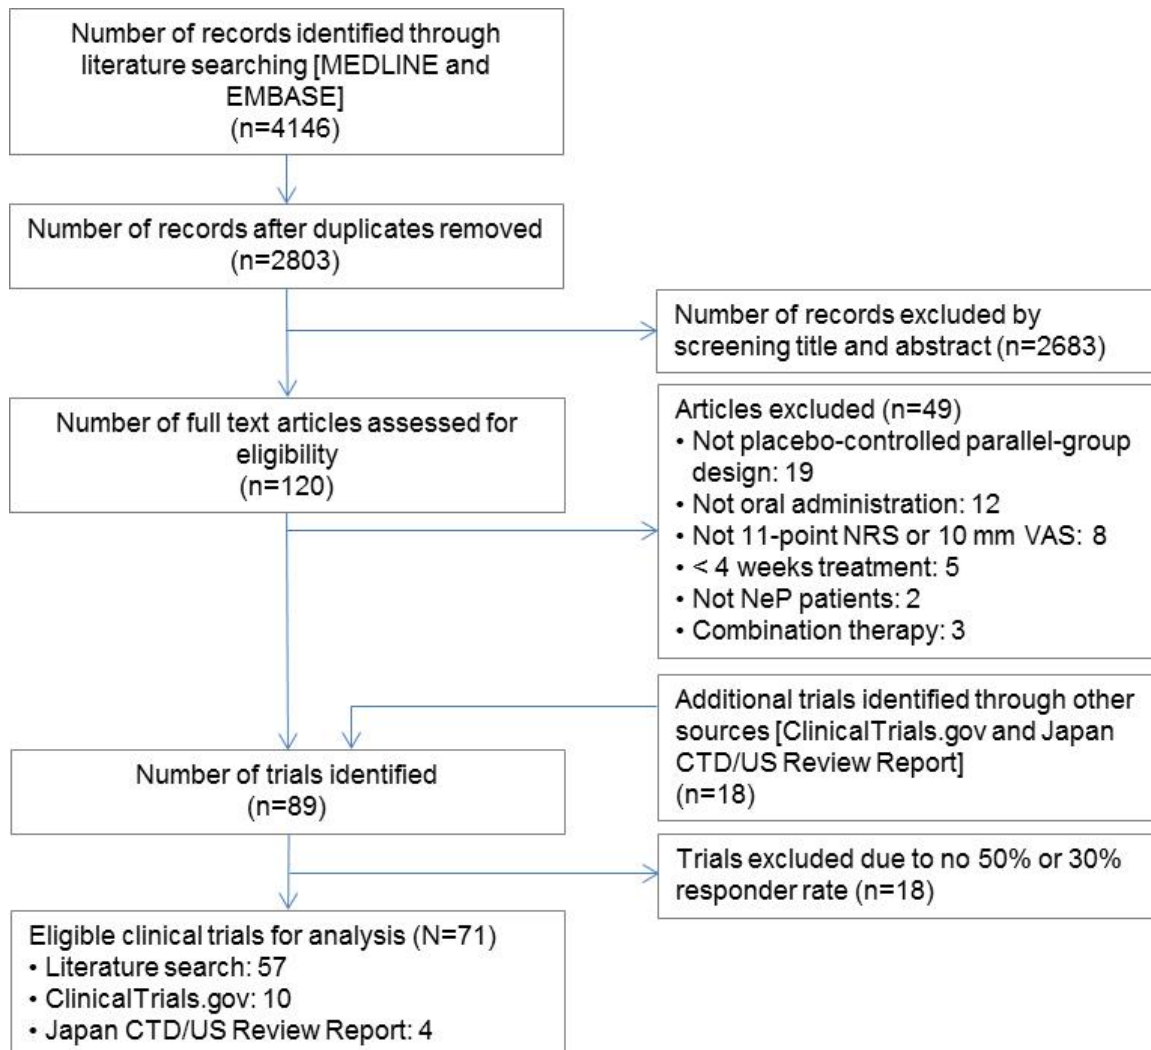 Number of records identified through
literature searching [MEDLINE and
EMBASE]
(n=4146)
Number of records after duplicates removed
(n=2803)
Number of records excluded by
screening title and abstract (n=2683)
Number of full text articles assessed for
eligibility
(n=120)
Articles excluded (n=49)
• Not placebo-controlled parallel-group
design: 19
• Not oral administration: 12
• Not 11-point NRS or 10 mm VAS: 8
• < 4 weeks treatment: 5
• Not NeP patients: 2
• Combination therapy: 3
Additional trials identified through other
sources [ClinicalTrials.gov and Japan
CTD/US Review Report]
(n=18)
Number of trials identified
(n=89)
Trials excluded due to no 50% or 30%
responder rate (n=18)
Eligible clinical trials for analysis (N=71)
• Literature search: 57
• ClinicalTrials.gov: 10
• Japan CTD/US Review Report: 4